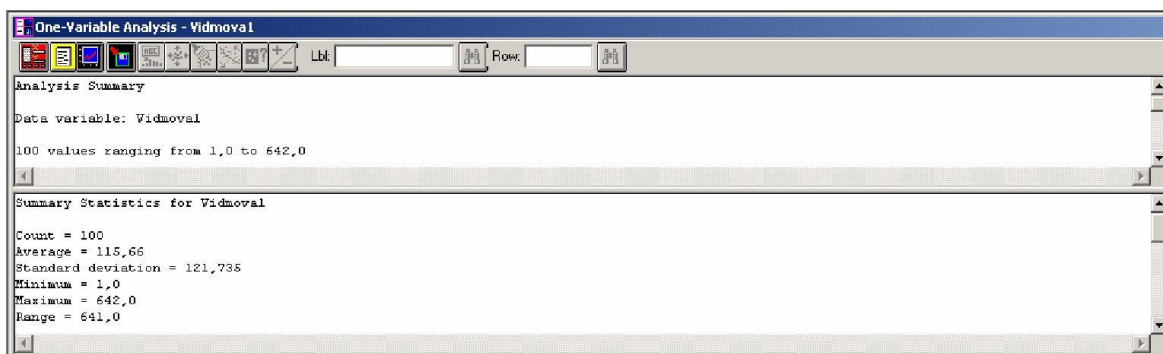 One-Variable Analysis - Vidmova1
Lbl: Row:
Analysis Summary
Data variable: Vidmova1
100 values ranging from 1,0 to 642,0
Summary Statistics for Vidmova1
Count = 100
Average = 115,66
Standard deviation = 121,735
Minimum = 1,0
Maximum = 642,0
Range = 641,0